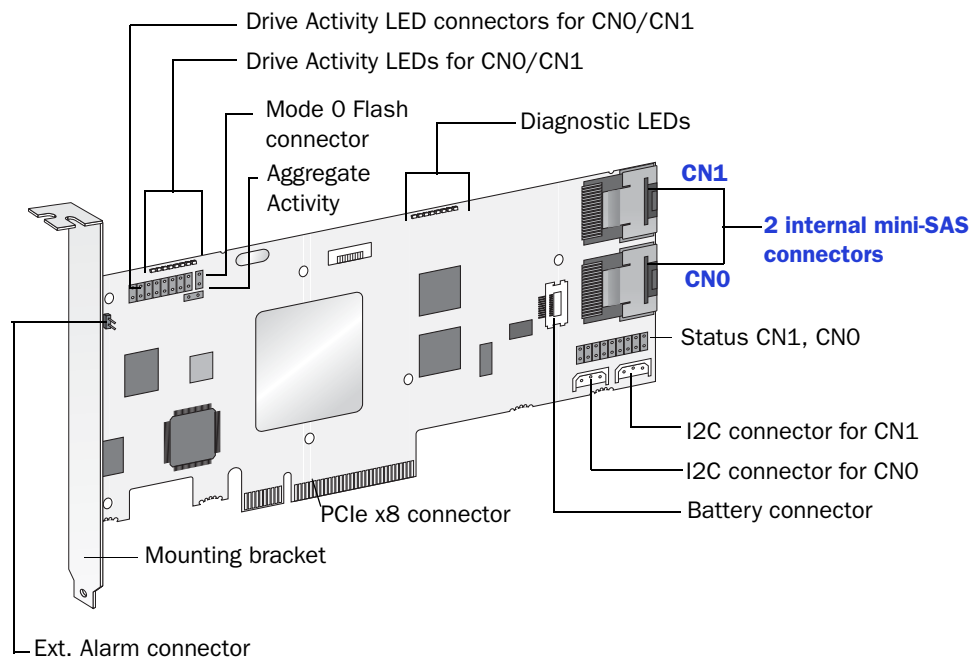 Drive Activity LED connectors for CN0/CN1
Drive Activity LEDs for CN0/CN1
Mode 0 Flash
connector
Aggregate
Activity
Diagnostic LEDs
CN1
2 internal mini-SAS
connectors
CN0
Status CN1, CN0
I2C connector for CN1
I2C connector for CN0
Battery connector
PCIe x8 connector
Mounting bracket
Ext. Alarm connector